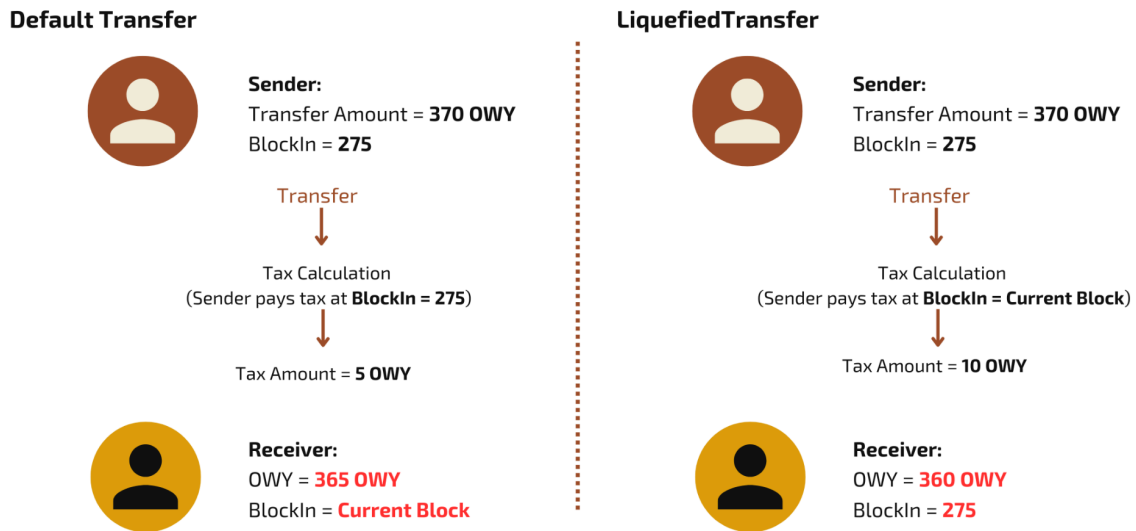 Default Transfer
Sender:
Transfer Amount = 370 OWY
BlockIn = 275
Transfer
Tax Calculation
(Sender pays tax at BlockIn = 275)
Tax Amount = 5 OWY
Receiver:
OWY = 365 OWY
BlockIn = Current Block
LiquefiedTransfer
Sender:
Transfer Amount = 370 OWY
BlockIn = 275
Transfer
Tax Calculation
(Sender pays tax at BlockIn = Current Block)
Tax Amount = 10 OWY
Receiver:
OWY = 360 OWY
BlockIn = 275